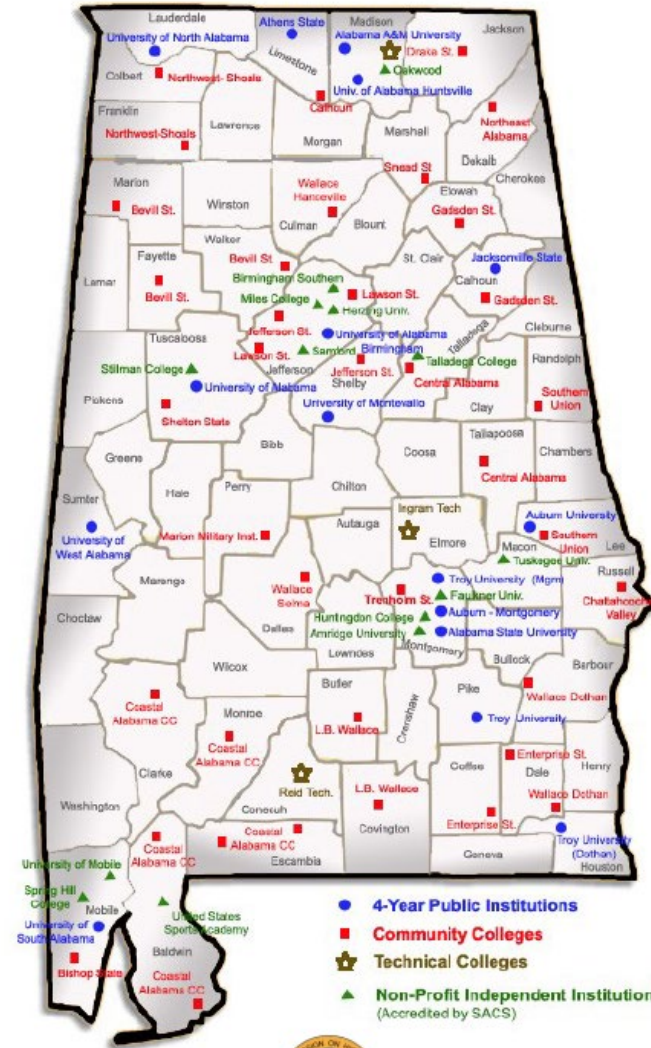 Lauderdale
University of North Alabama
Athens State
Madison
Alabama A&M University
Jackson
Limestone
Drake St.
Colbert
Northwest- Shoals
Oakwood
Univ. of Alabama Huntsville
Calhoun
Franklin
Lawrence
Northeast
Alabama
Northwest-Shoals
Morgan
Marshall
Dekalb
Snead St
Cherokee
Marion
Wallace
Hanceville
Etowah
Bevill St.
Winston
Gadsden St.
Culman
Blount
Walker
Fayette
Bevill St.
St. Clair
Jacksonville State
Lamar
Birmingham Southern
Calhoun
Bevill St.
Miles College
Lawson St.
Gadsden St.
Herzing Univ.
Jefferson St.
Cleburne
Tuscaloosa
University of Alabama
Birmingham
Talladega
Lawson St.
Samford
Stillman College
Jefferson
Jefferson St.
Talladega College
Randolph
Shelby
Central Alabama
University of Alabama
Southern
Union
Pickens
Shelton State
University of Montevallo
Clay
Bibb
Tallapoosa
Greene
Coosa
Chambers
Sumter
Hale
Perry
Chilton
Central Alabama
Ingram Tech
Autauga
Auburn University
University of
West Alabama
Marion Military Inst.
Elmore
Southern
Union
Macon
Lee
Tuskegee Univ.
Marengo
Wallace
Selma
Troy University (Mgm)
Russell
Trenholm St.
Faulkner Univ.
Chattahooche
Valley
Choctaw
Huntingdon College
Auburn - Montgomery
Dallas
Amridge University
Alabama State University
Lowndes
Montgomery
Bullock
Barbour
Wilcox
Butler
Pike
Wallace Dothan
Coastal
Alabama CC
Monroe
Crenshaw
L.B. Wallace
Troy University
Coastal
Alabama CC
Clarke
Coffee
Enterprise St.
Henry
Dale
Washington
Reid Tech.
L.B. Wallace
Wallace Dothan
Conecuh
Enterprise St.
Coastal
Alabama CC
Coastal
Alabama CC
Covington
Troy University
(Dothan)
Escambia
Geneva
Houston
University of Mobile
Spring Hill
College
Mobile
United States
Sports Academy
University of
South Alabama
Baldwin
Bishop State
Coastal
Alabama CC
4-Year Public Institutions
Community Colleges
Technical Colleges
Non-Profit Independent Institution
(Accredited by SACS)